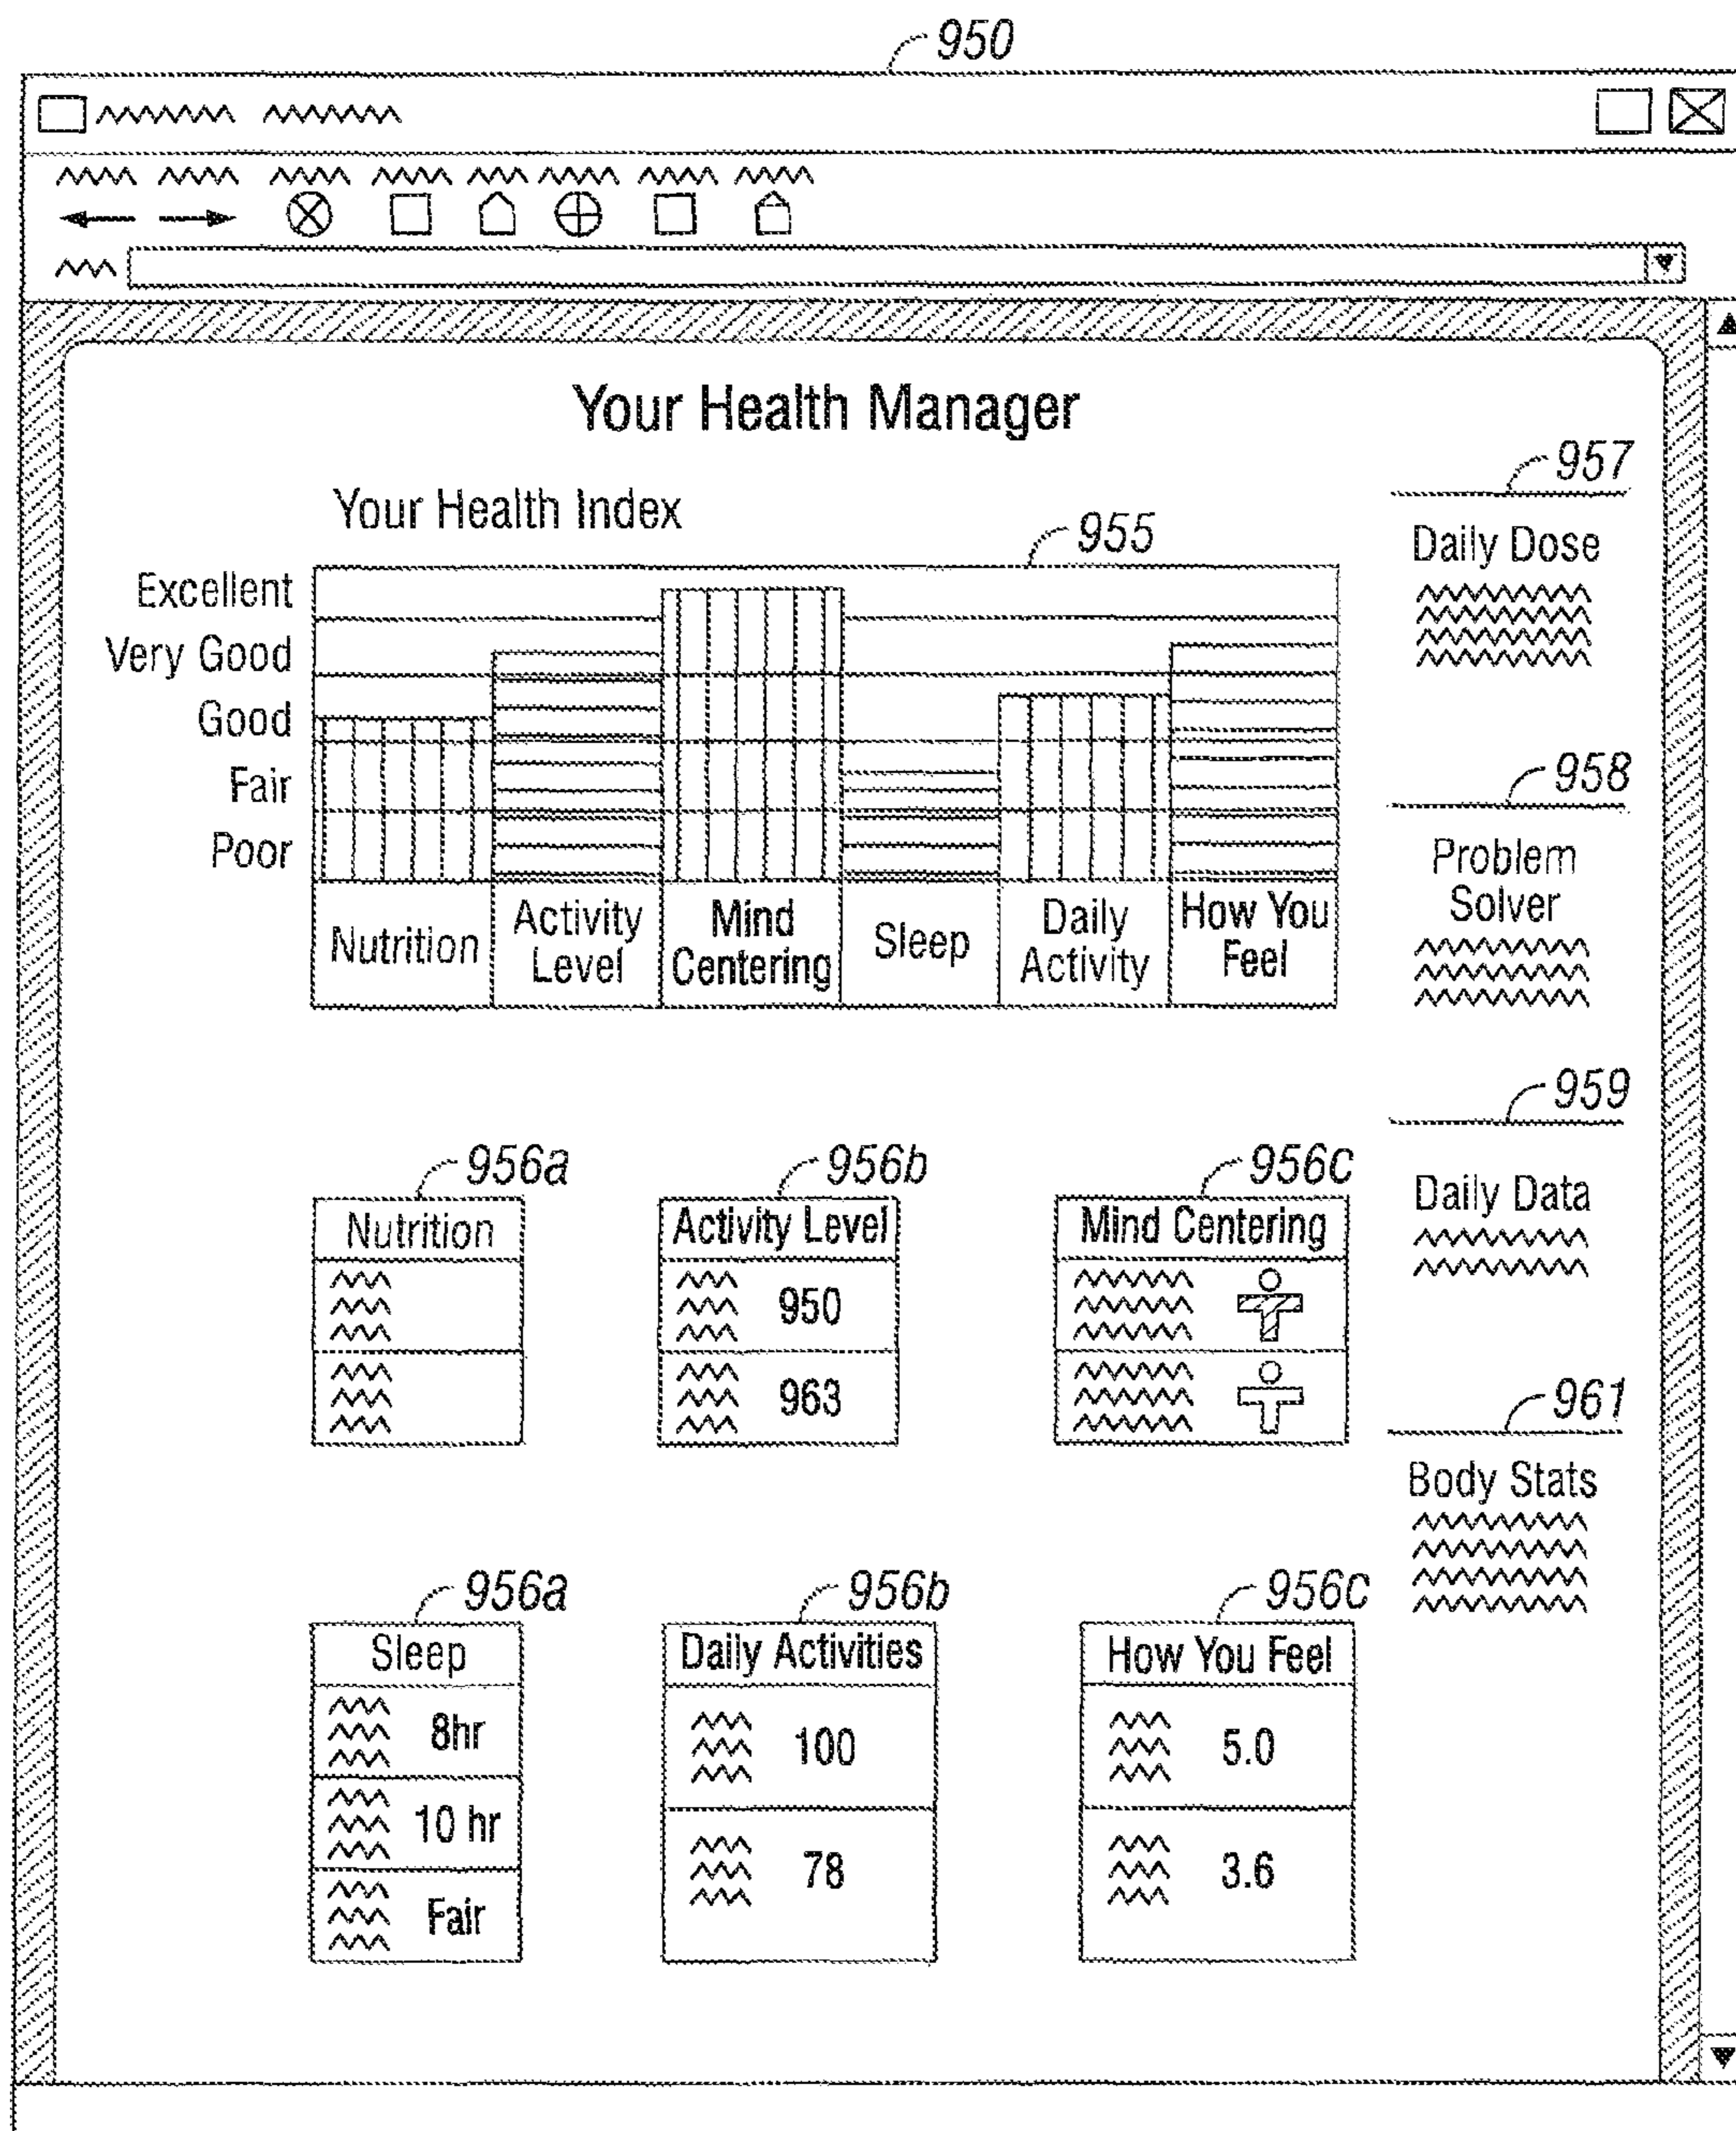 950
Your Health Manager
957
Your Health Index
955
Daily Dose
Excellent
Very Good
Good
Fair
Poor
958
Problem
Solver
Nutrition
Activity
Level
Mind
Centering
Sleep
Daily
Activity
How You
Feel
959
Daily Data
956a
956b
956c
Nutrition
Activity Level
950
963
Mind Centering
961
Body Stats
956a
956b
956c
Sleep
8hr
10 hr
Fair
Daily Activities
100
78
How You Feel
5.0
3.6